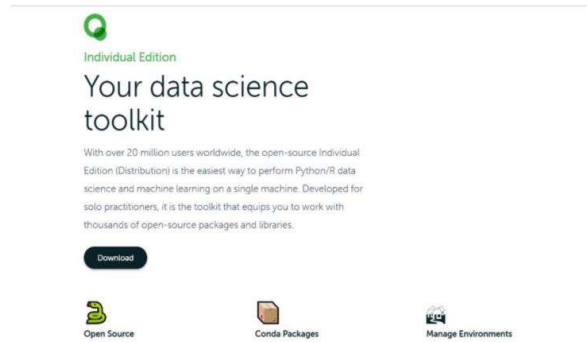 Individual Edition
Your data science
toolkit
With over 20 million users worldwide, the open-source Individual
Edition (Distribution) is the easiest way to perform Python/R data
science and machine learning on a single machine. Developed for
solo practitioners, it is the toolkit that equips you to work with
thousands of open-source packages and libraries.
Download
Open Source
Conda Packages
Manage Environments